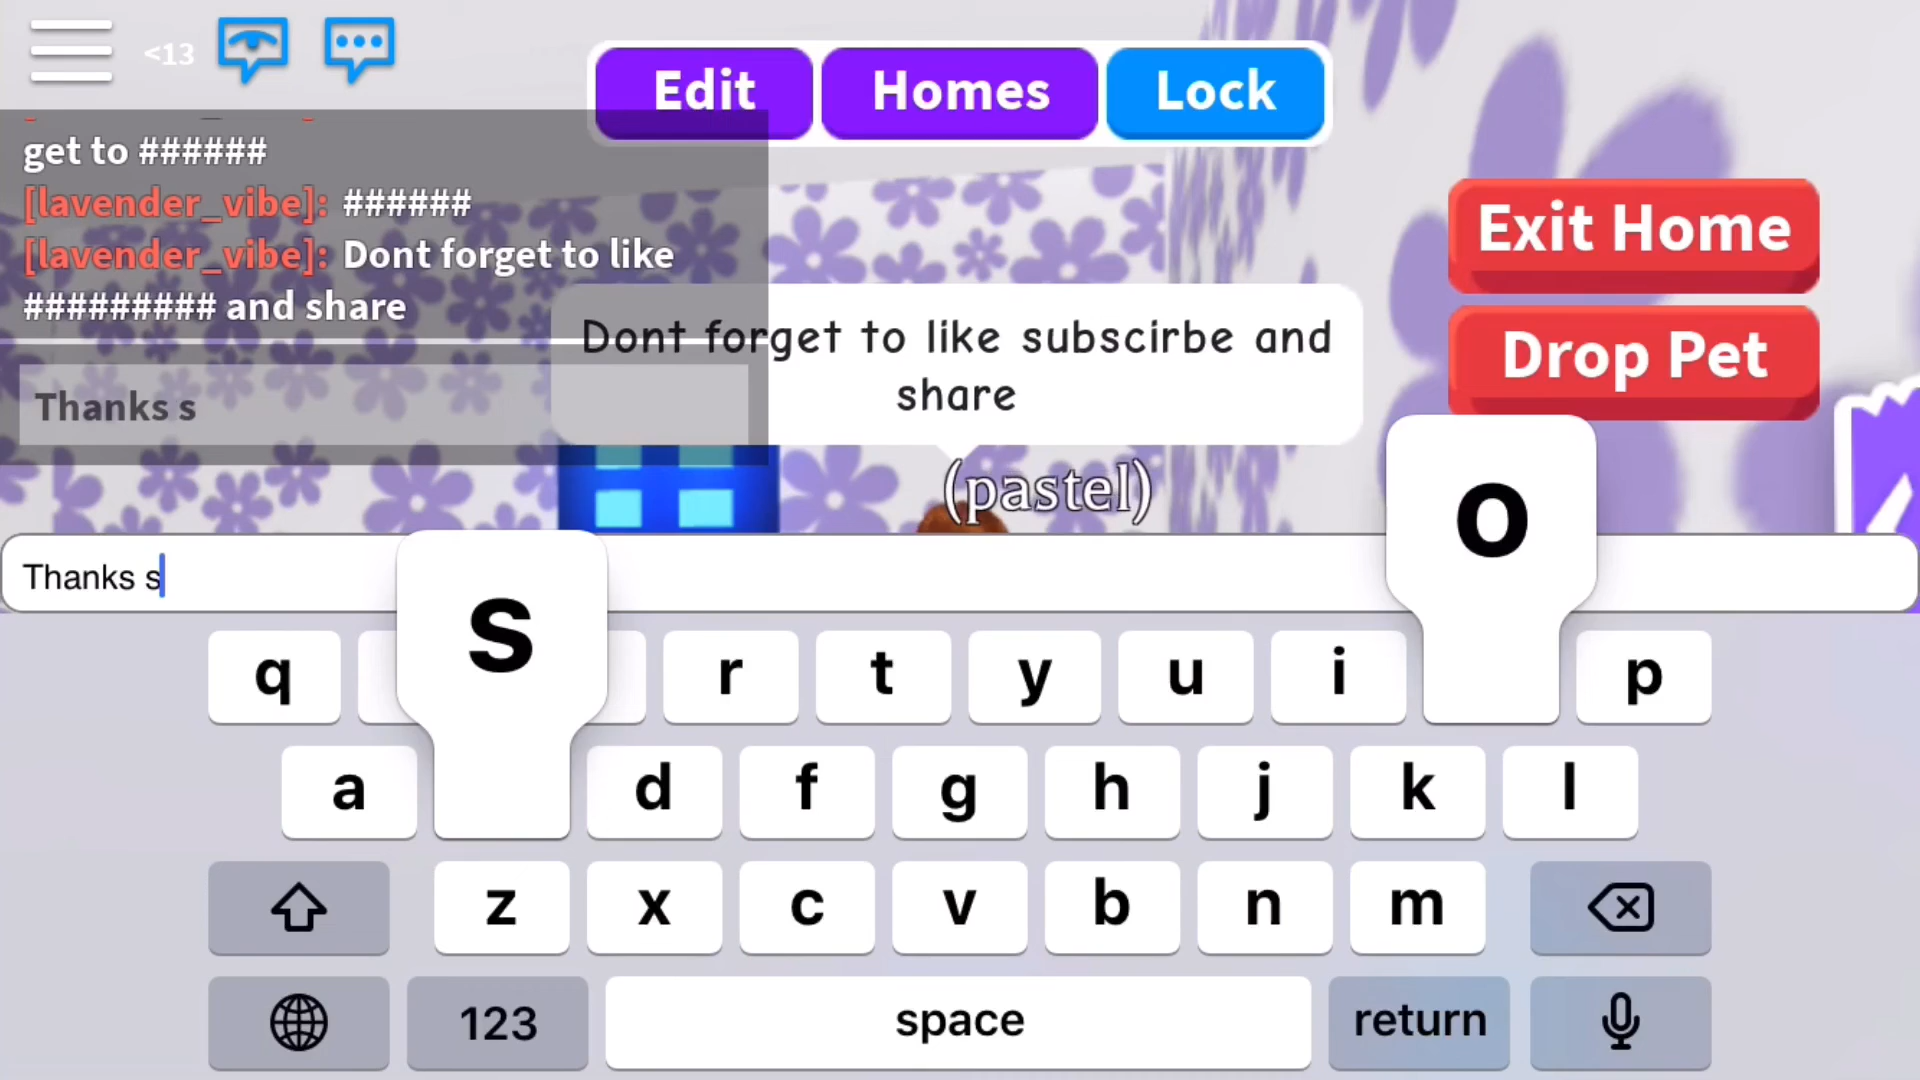 <13
Edit
Homes
Lock
get to ######
[lavender_vibe]: ######
[lavender_vibe]: Dont forget to like
######### and share
Thanks s
Dont forget to like subscirbe and
share
(pastel)
Exit Home
Drop Pet
Thanks s
s
o
q r t y u i p
a d f g h j k l
z x c v b n m
123 space return